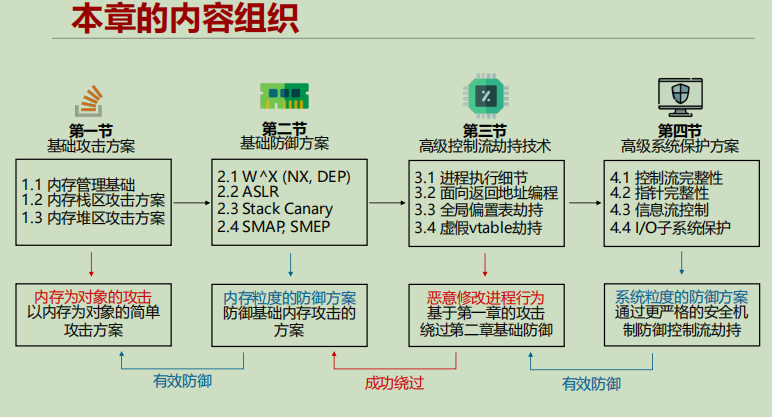 本章的内容组织
第一节
基础攻击方案
1.1 内存管理基础
1.2 内存栈区攻击方案
1.3 内存堆区攻击方案
内存为对象的攻击
以内存为对象的简单
攻击方案
第二节
基础防御方案
2.1 W^X (NX, DEP)
2.2 ASLR
2.3 Stack Canary
2.4 SMAP, SMEP
内存粒度的防御方案
防御基础内存攻击的
方案
第三节
高级控制流劫持技术
3.1 进程执行细节
3.2 面向返回地址编程
3.3 全局偏置表劫持
3.4 虚假vtable劫持
恶意修改进程行为
基于第一章的攻击
绕过第二章基础防御
第四节
高级系统保护方案
4.1 控制流完整性
4.2 指针完整性
4.3 信息流控制
4.4 I/O子系统保护
系统粒度的防御方案
通过更严格的安全机
制防御控制流劫持
有效防御
成功绕过
有效防御